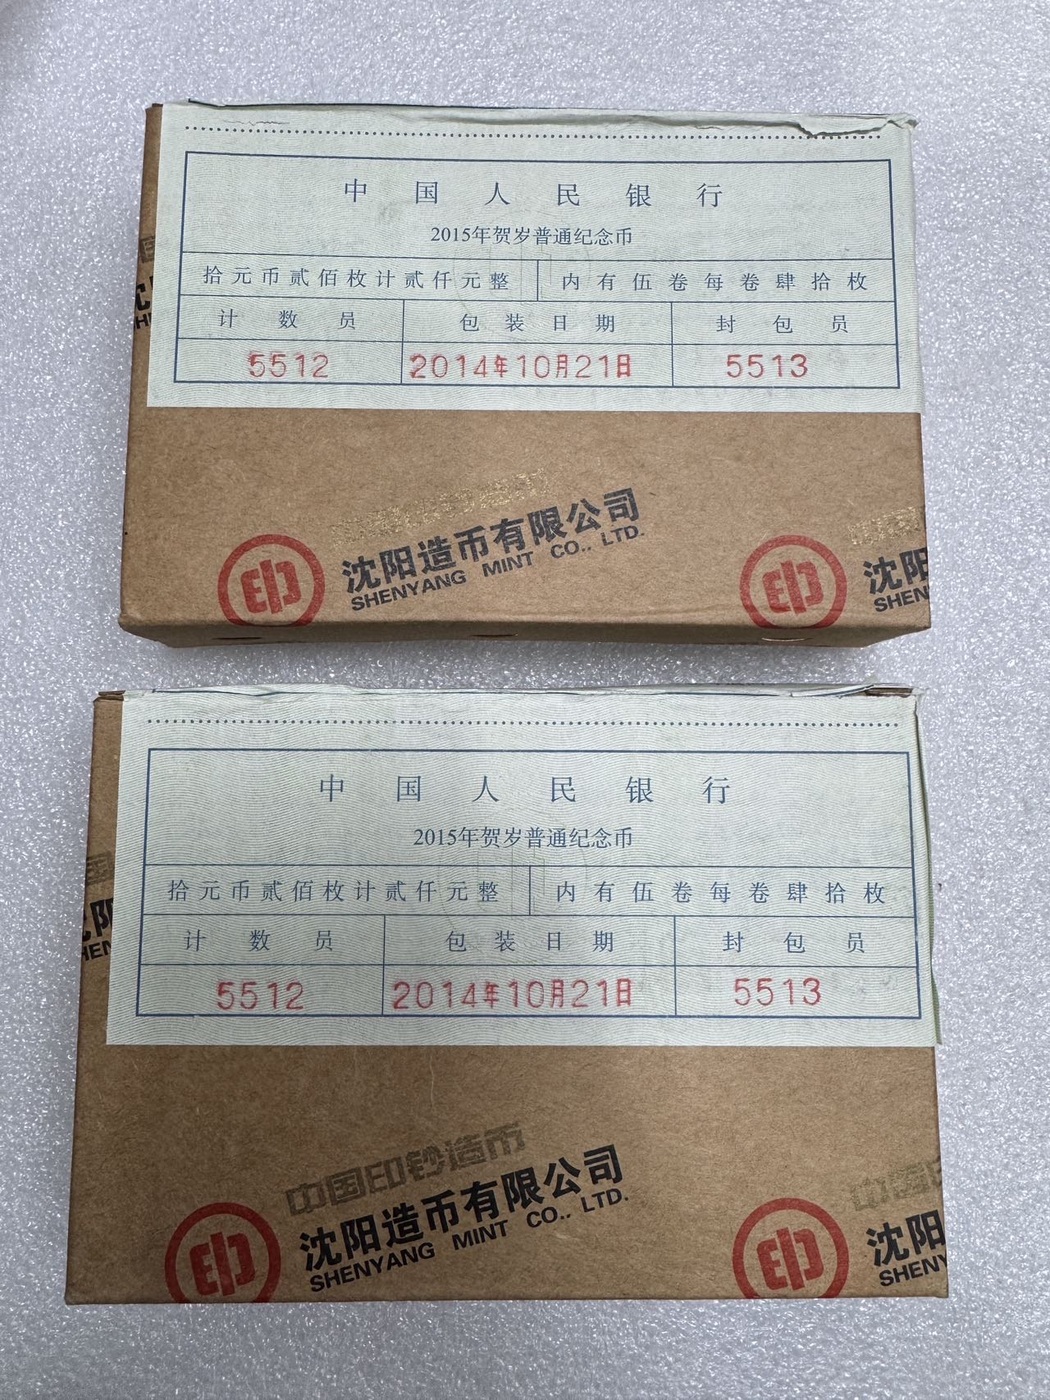 中国人民银行
2015年贺岁普通纪念币
拾元币贰佰枚计贰仟元整 内有伍卷每卷肆拾枚
计数员 包装日期 封包员
5512 2014年10月21日 5513
沈阳造币有限公司
SHENYANG MINT CO.. LTD.
沈阳
SHEN
中国人民银行
2015年贺岁普通纪念币
拾元币贰佰枚计贰仟元整 内有伍卷每卷肆拾枚
计数员 包装日期 封包员
5512 2014年10月21日 5513
中国印钞造币
沈阳造币有限公司
SHENYANG MINT CO.. LTD.
中国
沈阳
SHENY